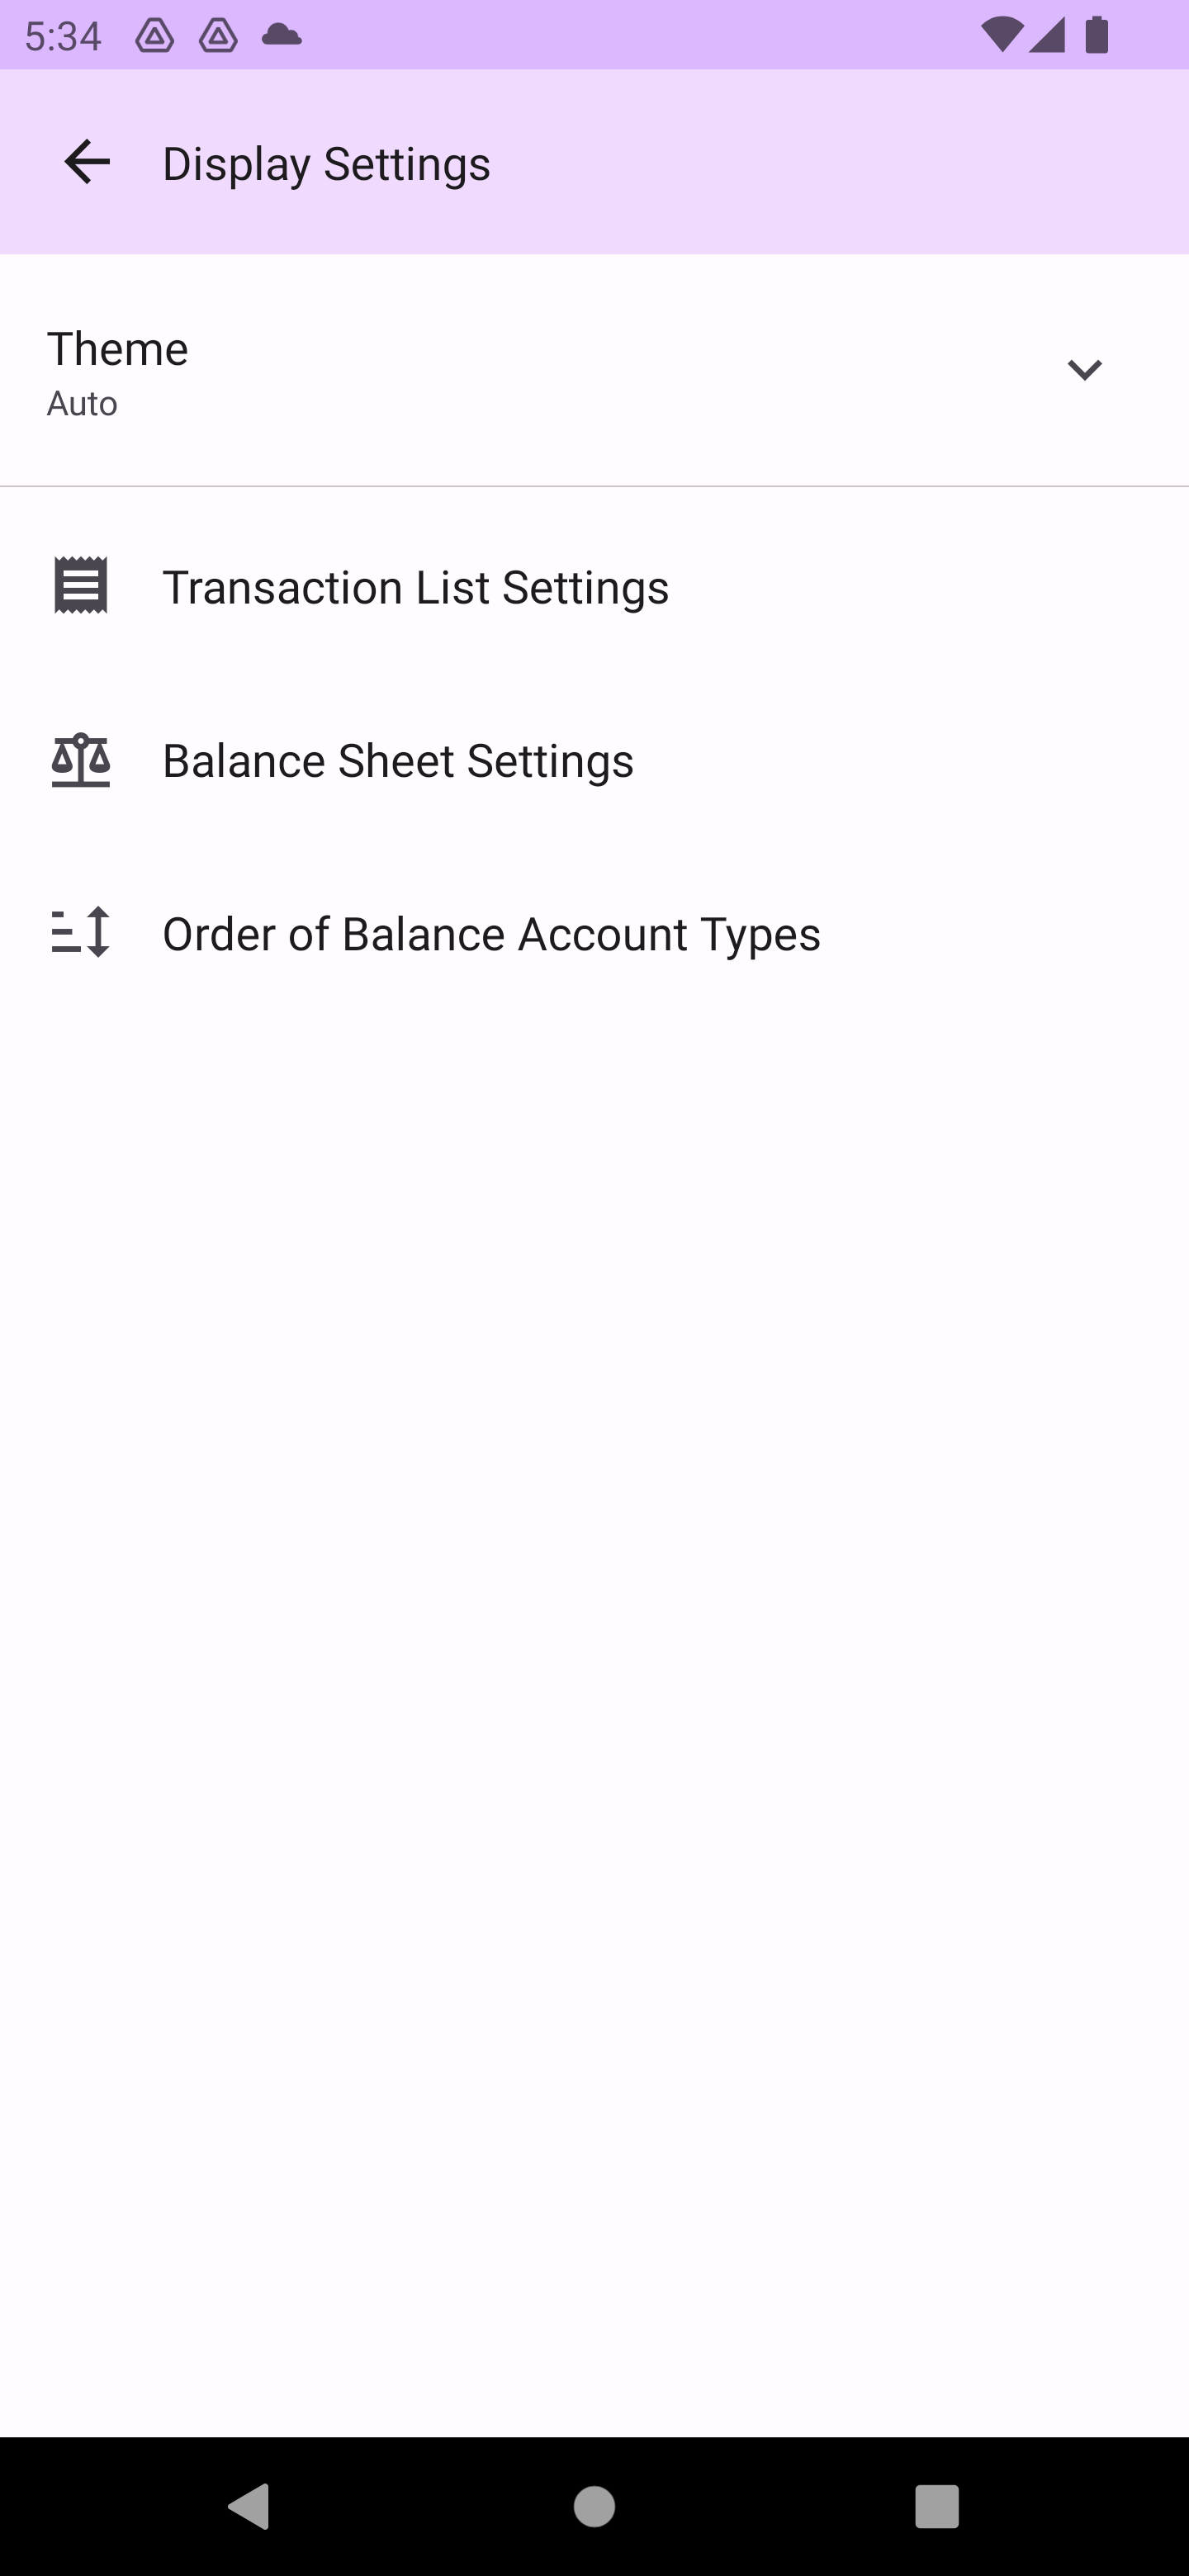 5:34
Display Settings
Theme
Auto
Transaction List Settings
Balance Sheet Settings
Order of Balance Account Types